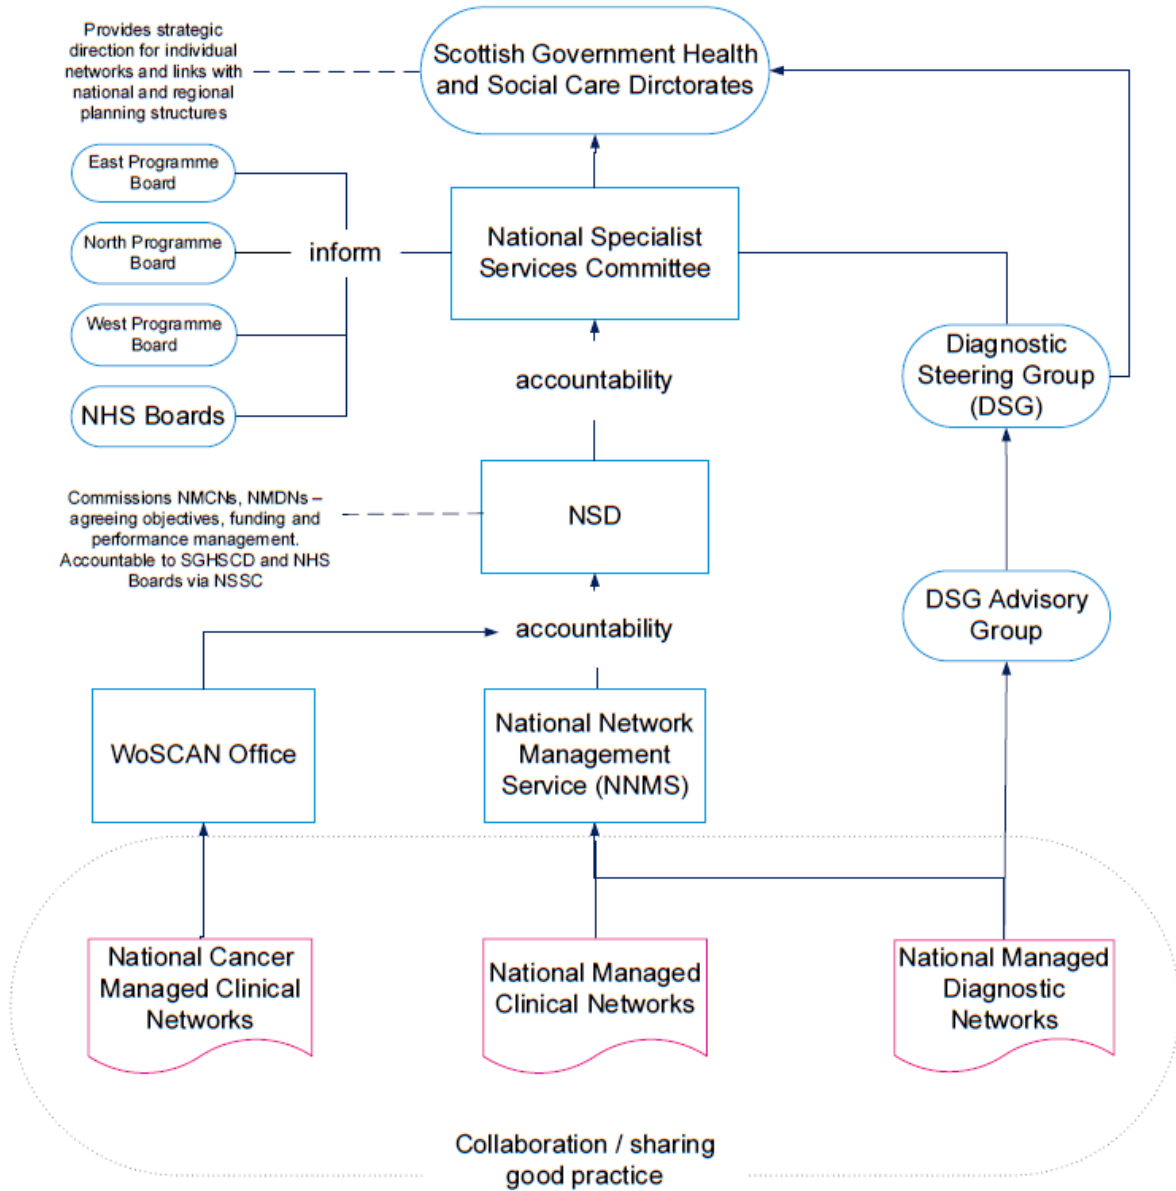 Provides strategic
direction for individual
networks and links with
national and regional
planning structures
Scottish Government Health
and Social Care Dirctorates
East Programme
Board
North Programme
Board
inform
West Programme
Board
NHS Boards
National Specialist
Services Committee
accountability
Diagnostic
Steering Group
(DSG)
Commissions NMCNs, NMDNs –
agreeing objectives, funding and
performance management.
Accountable to SGHSCD and NHS
Boards via NSSC
NSD
DSG Advisory
Group
accountability
WoSCAN Office
National Network
Management
Service (NNMS)
National Cancer
Managed Clinical
Networks
National Managed
Clinical Networks
National Managed
Diagnostic
Networks
Collaboration / sharing
good practice